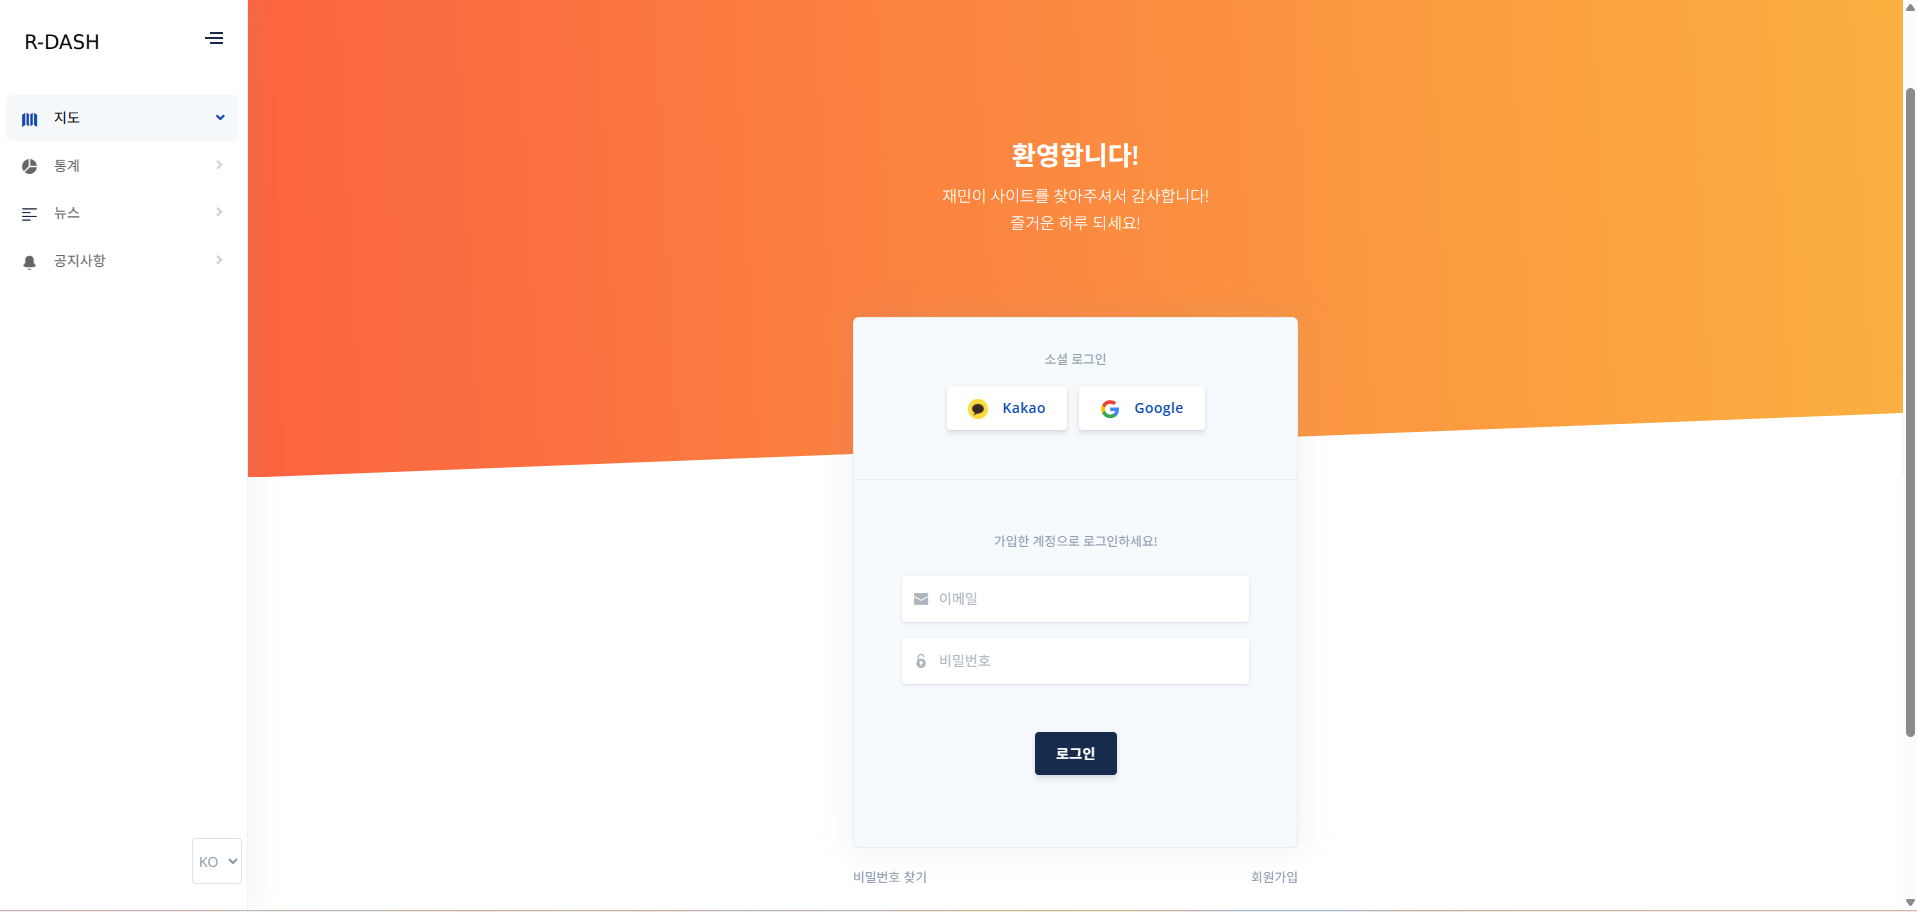 R-DASH
지도
통계
뉴스
공지사항
KO
환영합니다!
재민이 사이트를 찾아주셔서 감사합니다!
즐거운 하루 되세요!
소셜 로그인
Kakao
Google
가입한 계정으로 로그인하세요!
이메일
비밀번호
로그인
비밀번호 찾기
회원가입